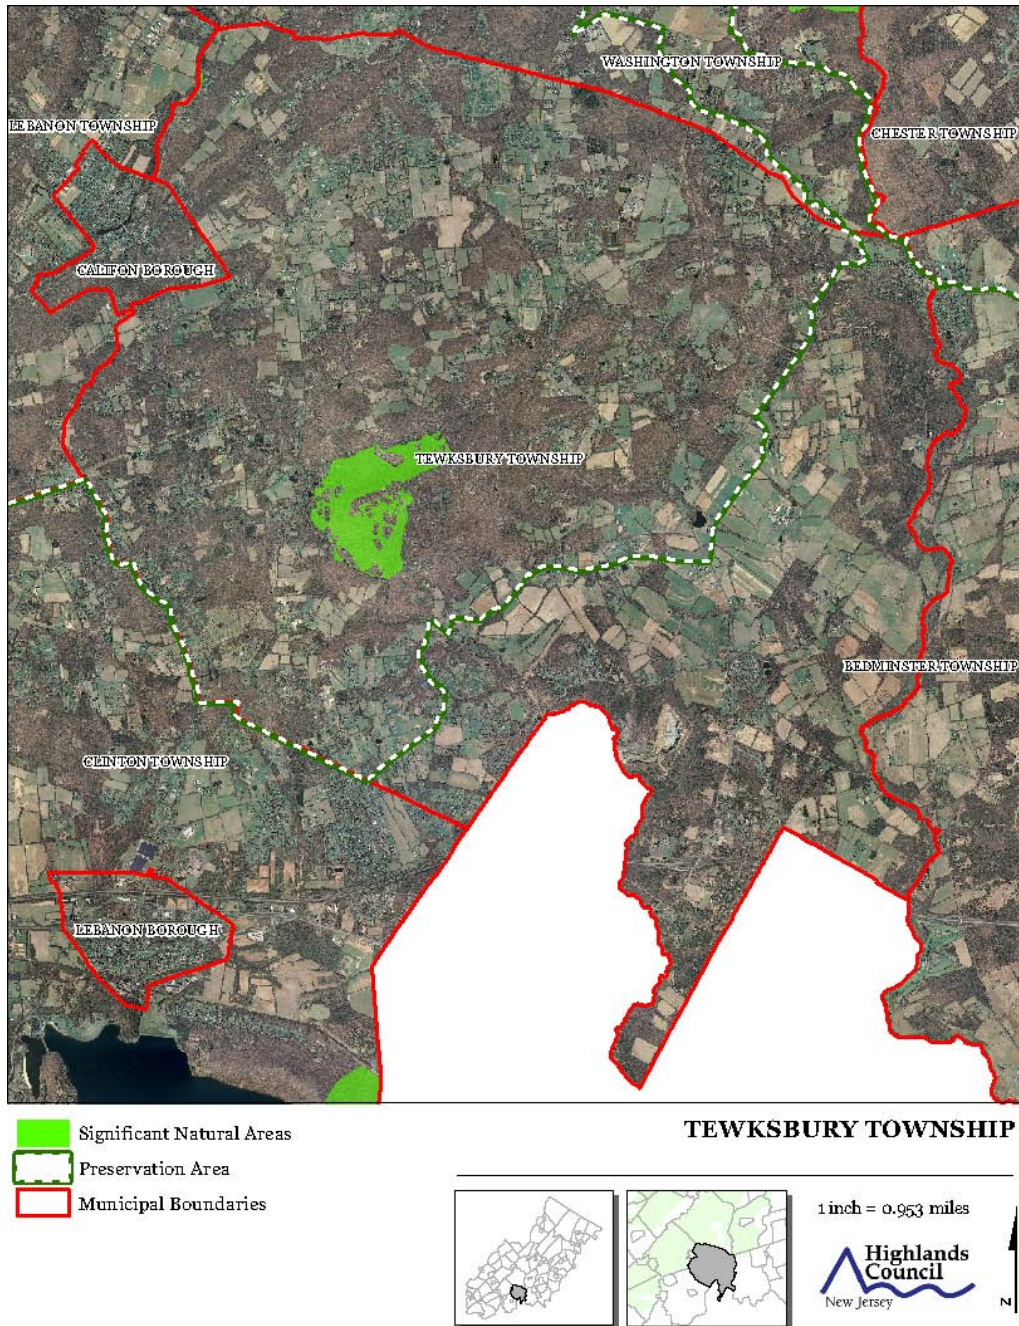 WASHINGTON TOWNSHIP
LEBANON TOWNSHIP
CHESTER TOWNSHIP
CALIFON BOROUGH
TEWKSBURY TOWNSHIP
BEDMINSTER TOWNSHIP
CLINTON TOWNSHIP
LEBANON BOROUGH
Significant Natural Areas
Preservation Area
Municipal Boundaries
TEWKSBURY TOWNSHIP
1 inch = 0.953 miles
Highlands
Council
New Jersey
N